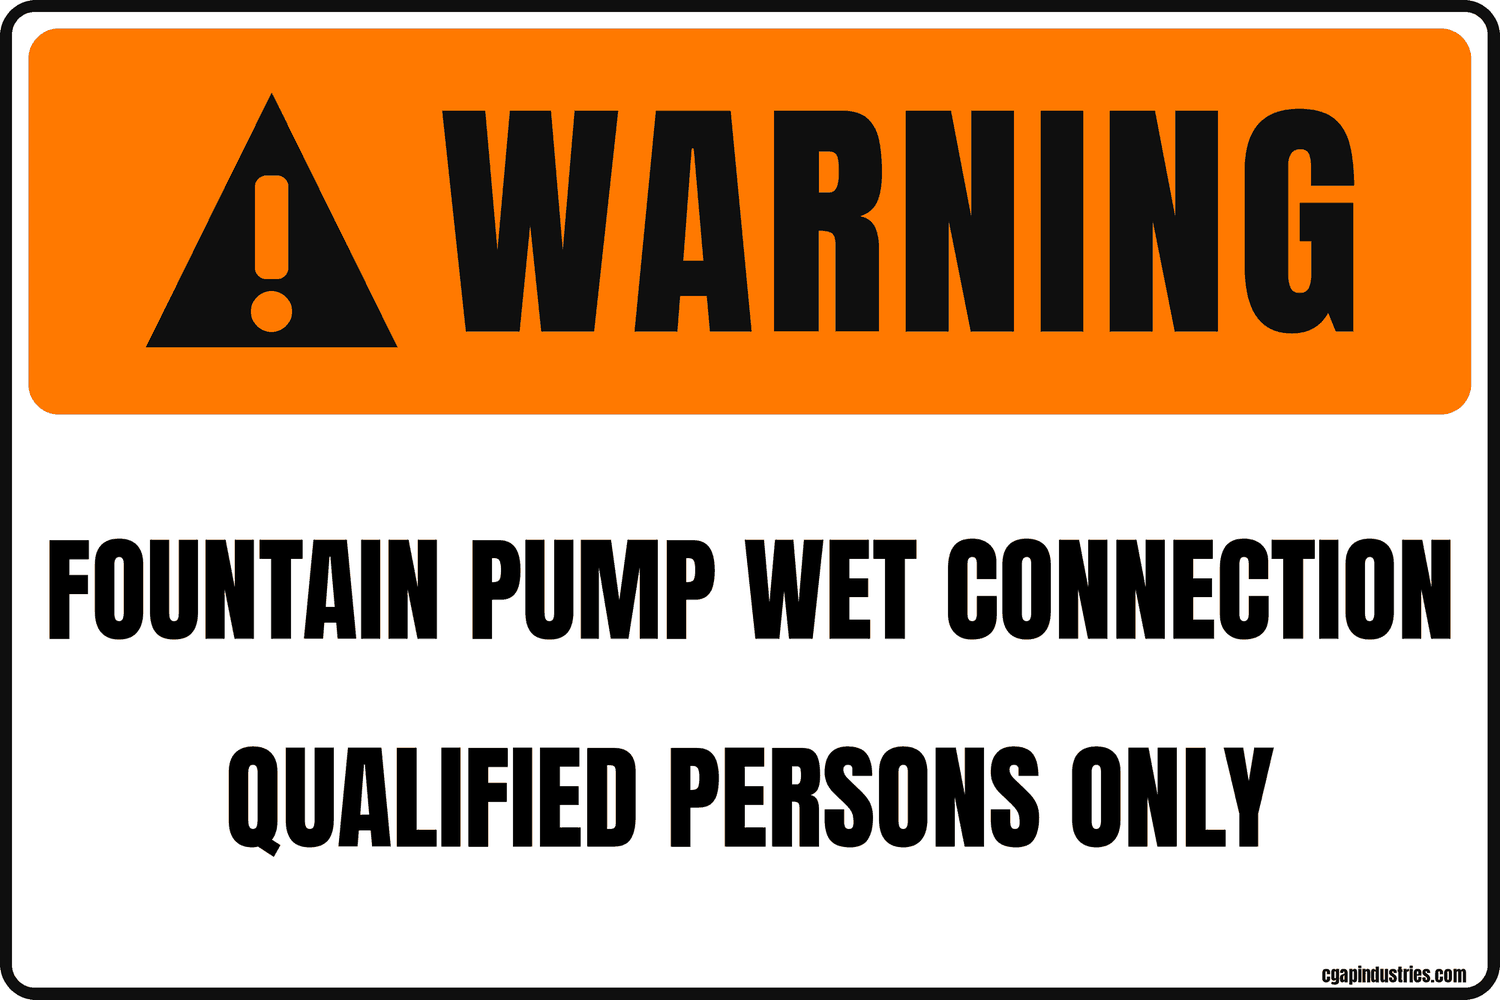 WARNING
FOUNTAIN PUMP WET CONNECTION
QUALIFIED PERSONS ONLY
cgapindustries.com